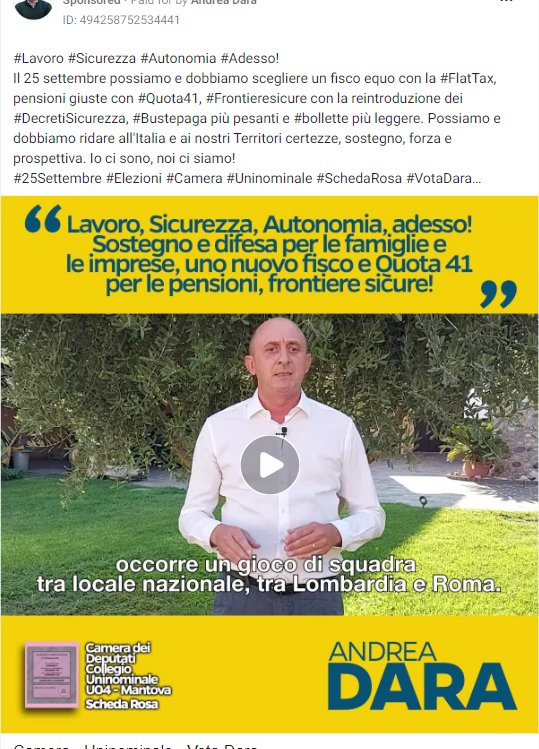 Sponsored • Paid for by Andrea Dara
ID: 494258752534441
#Lavoro #Sicurezza #Autonomia #Adesso!
Il 25 settembre possiamo e dobbiamo scegliere un fisco equo con la #FlatTax,
pensioni giuste con #Quota41, #Frontieresicure con la reintroduzione dei
#DecretiSicurezza, #Bustepaga più pesanti e #bollette più leggere. Possiamo e
dobbiamo ridare all'Italia e ai nostri Territori certezze, sostegno, forza e
prospettiva. Io ci sono, noi ci siamo!
#25Settembre #Elezioni #Camera #Uninominale #SchedaRosa #VotaDara...
“ Lavoro, Sicurezza, Autonomia, adesso!
Sostegno e difesa per le famiglie e
le imprese, uno nuovo fisco e Quota 41
per le pensioni, frontiere sicure! ”
occorre un gioco di squadra
tra locale nazionale, tra Lombardia e Roma.
Camera dei
Deputati
Collegio
Uninominale
U04 - Mantova
Scheda Rosa
ANDREA
DARA
Camera - Uninominale - Vota Dara